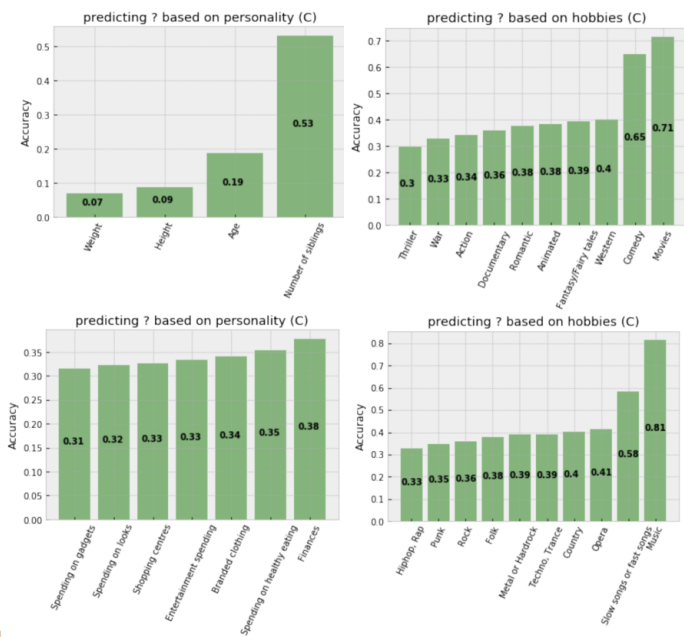 predicting ? based on personality (C)
Accuracy
0.5
0.4
0.3
0.2
0.1
0.0
0.07
0.09
0.19
0.53
Weight
Height
Age
Number of siblings
predicting ? based on hobbies (C)
Accuracy
0.7
0.6
0.5
0.4
0.3
0.2
0.1
0.0
0.3
0.33
0.34
0.36
0.38
0.38
0.39
0.4
0.65
0.71
Thriller
War
Action
Documentary
Romantic
Animated
Fantasy/Fairy tales
Western
Comedy
Movies
predicting ? based on personality (C)
Accuracy
0.35
0.30
0.25
0.20
0.15
0.10
0.05
0.00
0.31
0.32
0.33
0.33
0.34
0.35
0.38
Spending on gadgets
Spending on looks
Shopping centres
Entertainment spending
Branded clothing
Spending on healthy eating
Finances
predicting ? based on hobbies (C)
Accuracy
0.8
0.7
0.6
0.5
0.4
0.3
0.2
0.1
0.0
0.33
0.35
0.36
0.38
0.39
0.39
0.4
0.41
0.58
0.81
Hiphop, Rap
Punk
Rock
Folk
Metal or Hardrock
Techno, Trance
Country
Opera
Slow songs or fast songs
Music